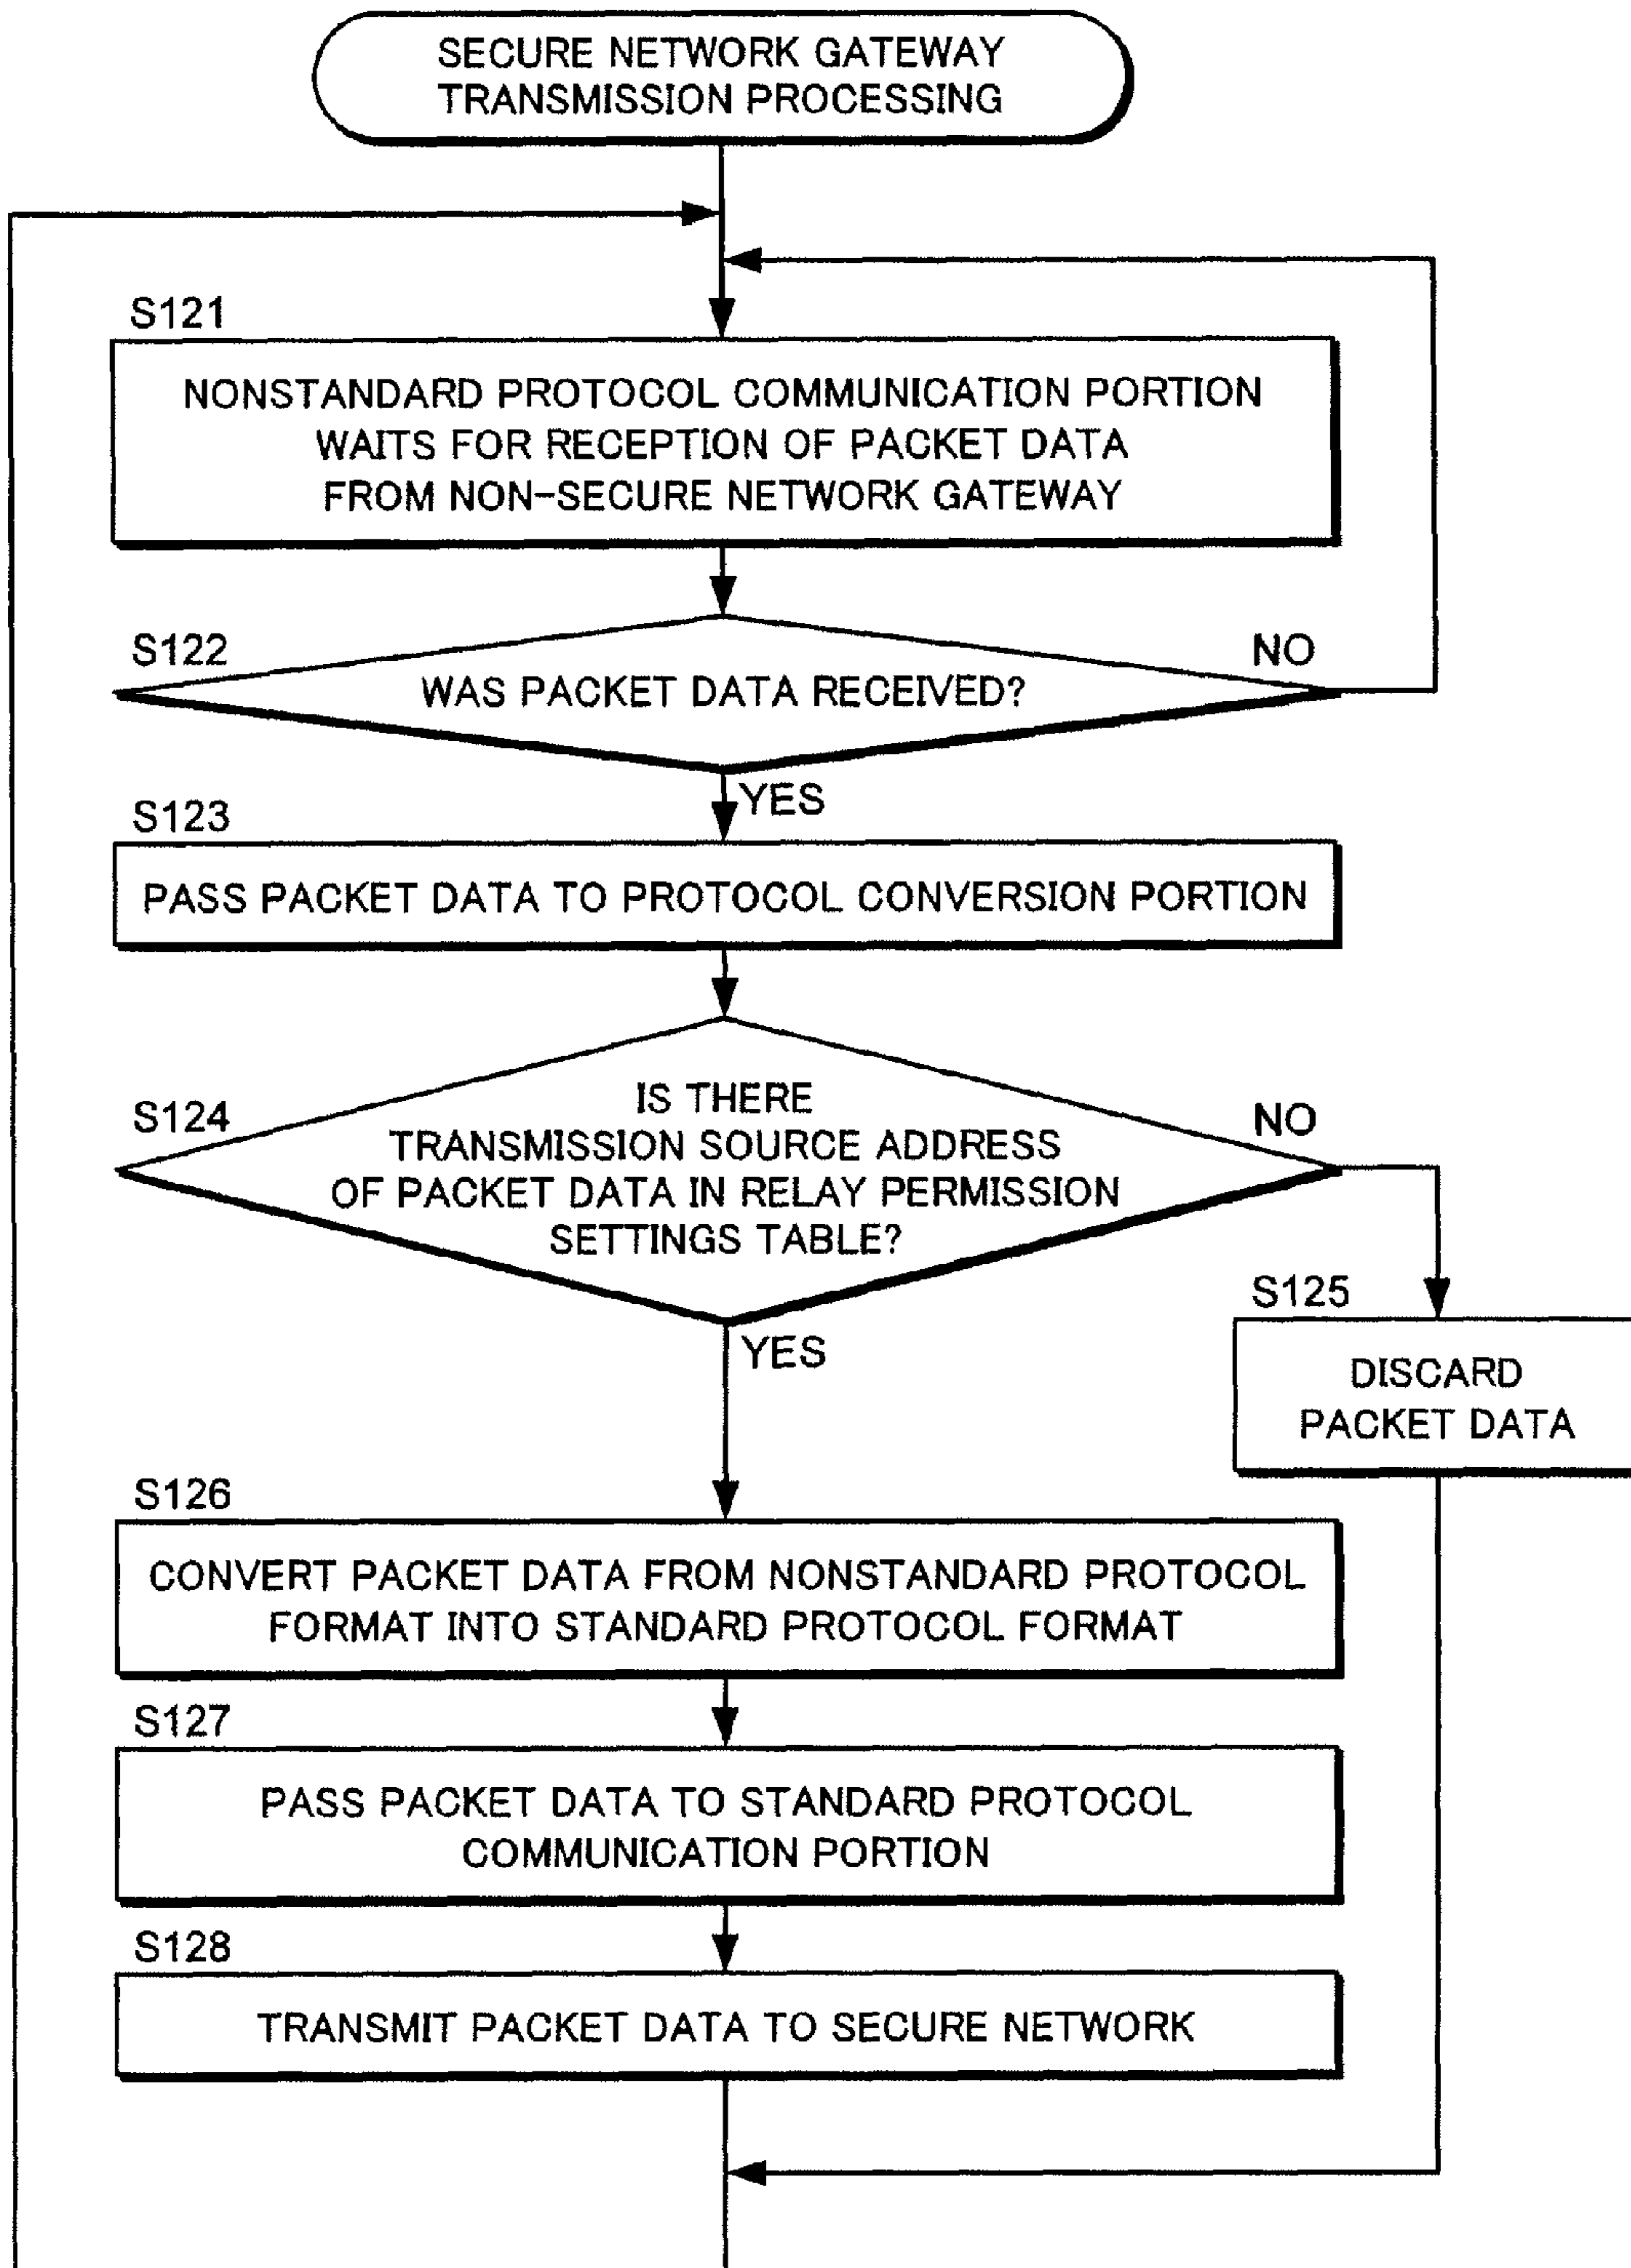 SECURE NETWORK GATEWAY
TRANSMISSION PROCESSING
S121
NONSTANDARD PROTOCOL COMMUNICATION PORTION
WAITS FOR RECEPTION OF PACKET DATA
FROM NON-SECURE NETWORK GATEWAY
S122
WAS PACKET DATA RECEIVED?
NO
YES
S123
PASS PACKET DATA TO PROTOCOL CONVERSION PORTION
S124
IS THERE
TRANSMISSION SOURCE ADDRESS
OF PACKET DATA IN RELAY PERMISSION
SETTINGS TABLE?
NO
YES
S125
DISCARD
PACKET DATA
S126
CONVERT PACKET DATA FROM NONSTANDARD PROTOCOL
FORMAT INTO STANDARD PROTOCOL FORMAT
S127
PASS PACKET DATA TO STANDARD PROTOCOL
COMMUNICATION PORTION
S128
TRANSMIT PACKET DATA TO SECURE NETWORK